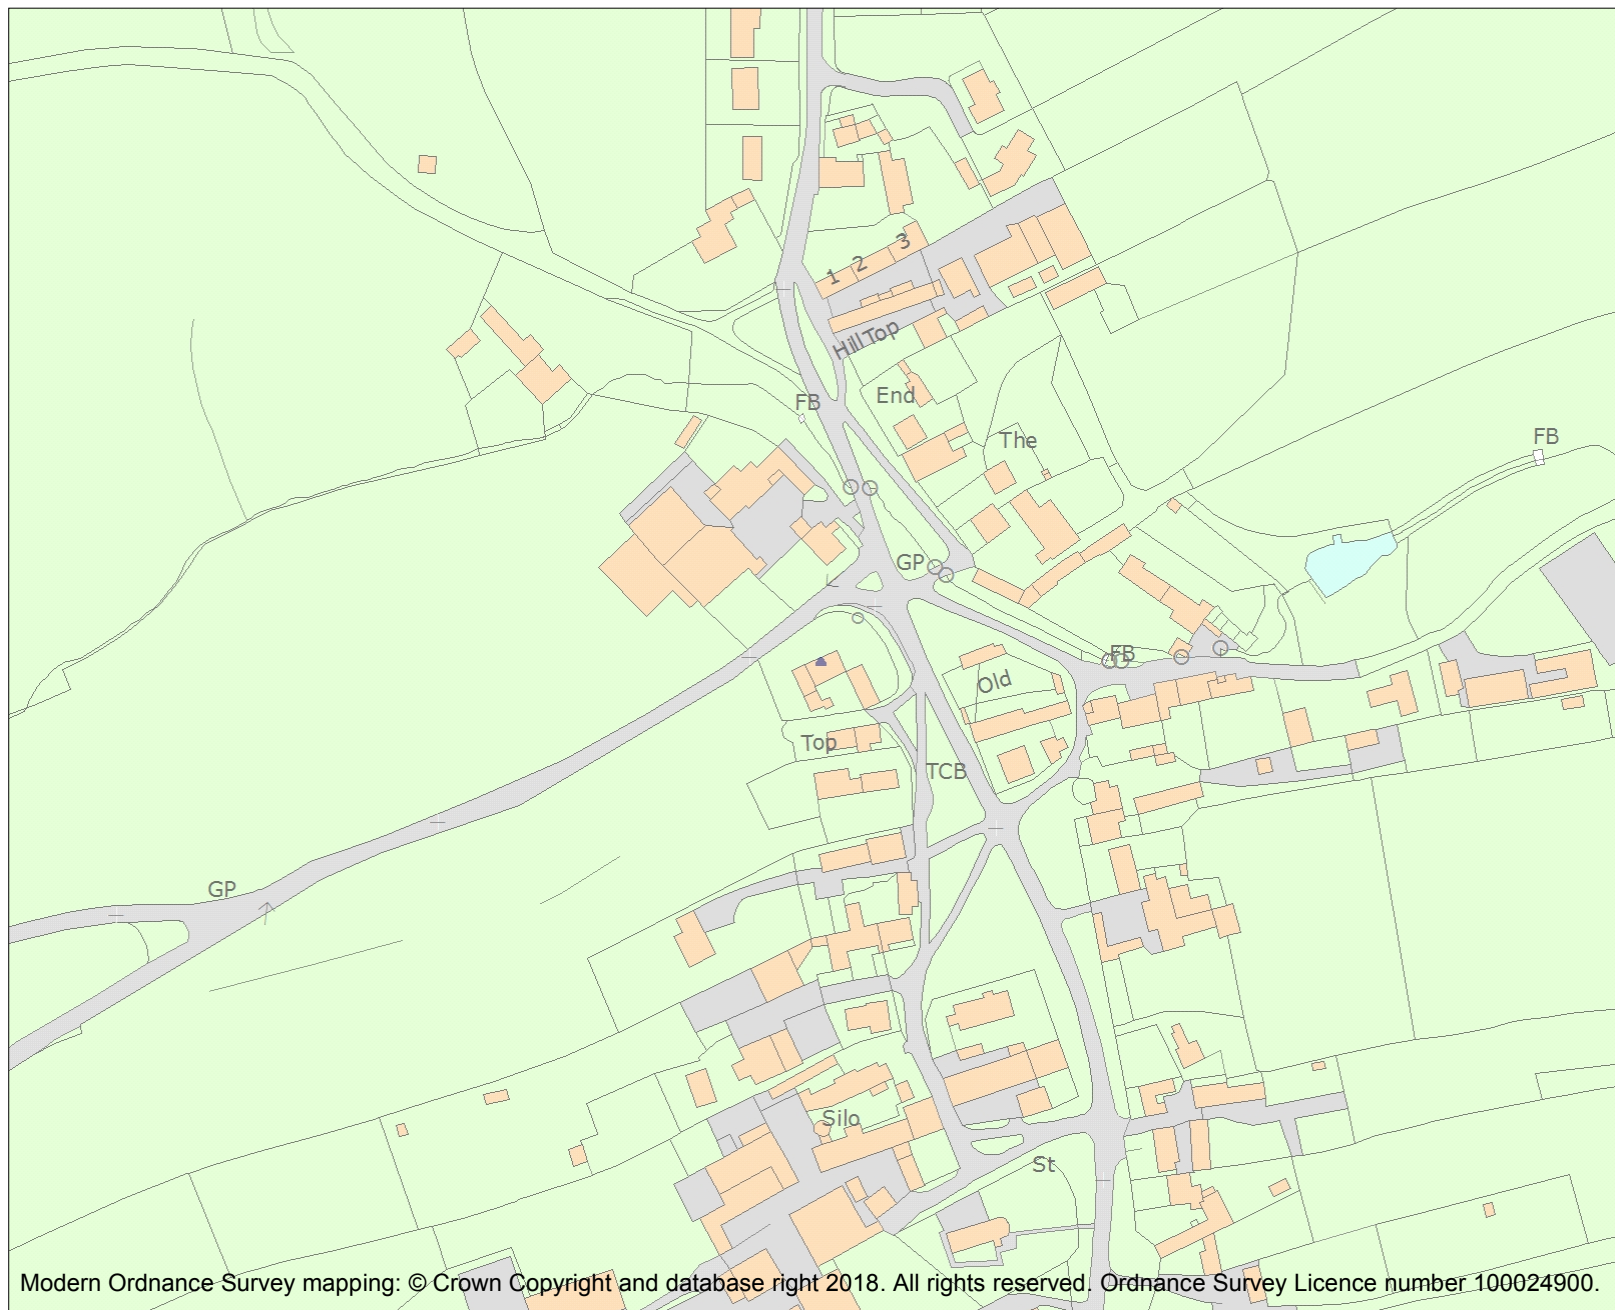 1 2 3
Hill Top
FB
End
The
FB
GP
FB
Old
Top
TCB
GP
Silo
St
Modern Ordnance Survey mapping: © Crown Copyright and database right 2018. All rights reserved. Ordnance Survey Licence number 100024900.